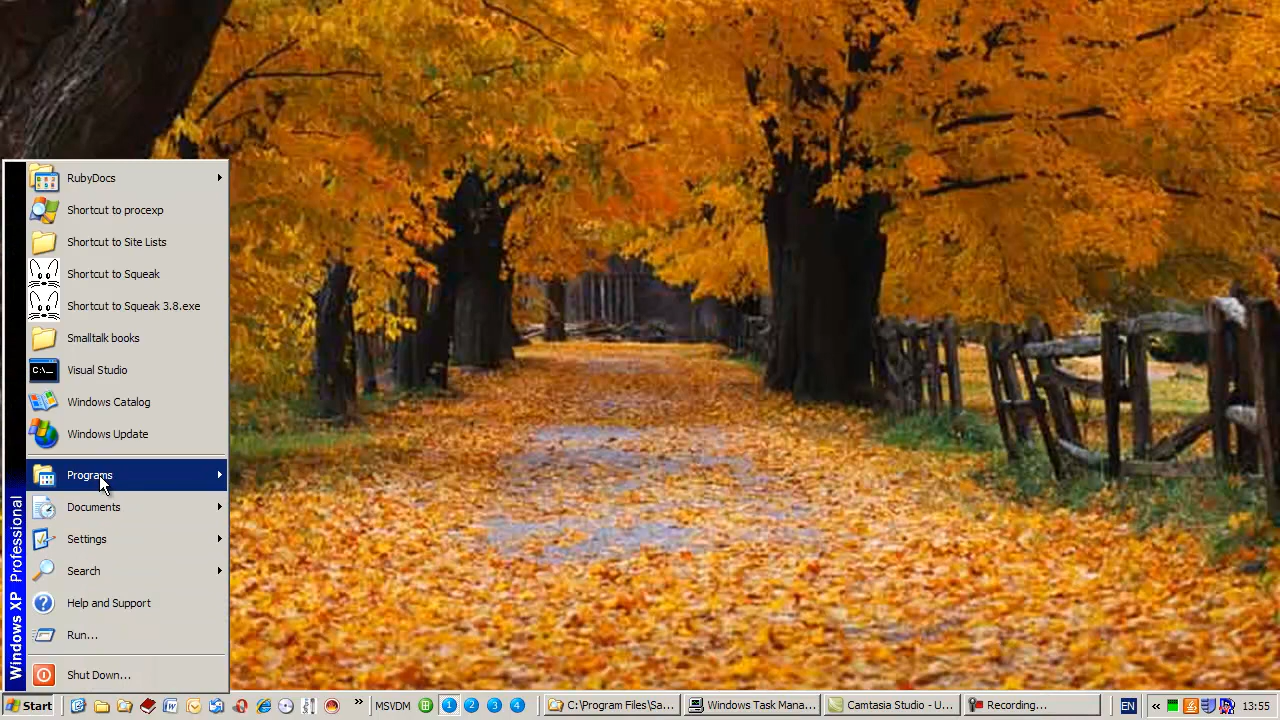 RubyDocs
Shortcut to procexp
Shortcut to Site Lists
Shortcut to Squeak
Shortcut to Squeak 3.8.exe
Smalltalk books
C:\_
Visual Studio
Windows Catalog
Windows Update
Programs
Documents
Settings
Search
Help and Support
Run...
Shut Down...
Windows XP Professional
Start
»
MSVDM
1
2
3
4
C:\Program Files\Sa...
Windows Task Mana...
Camtasia Studio - U...
Recording...
EN
«
13:55